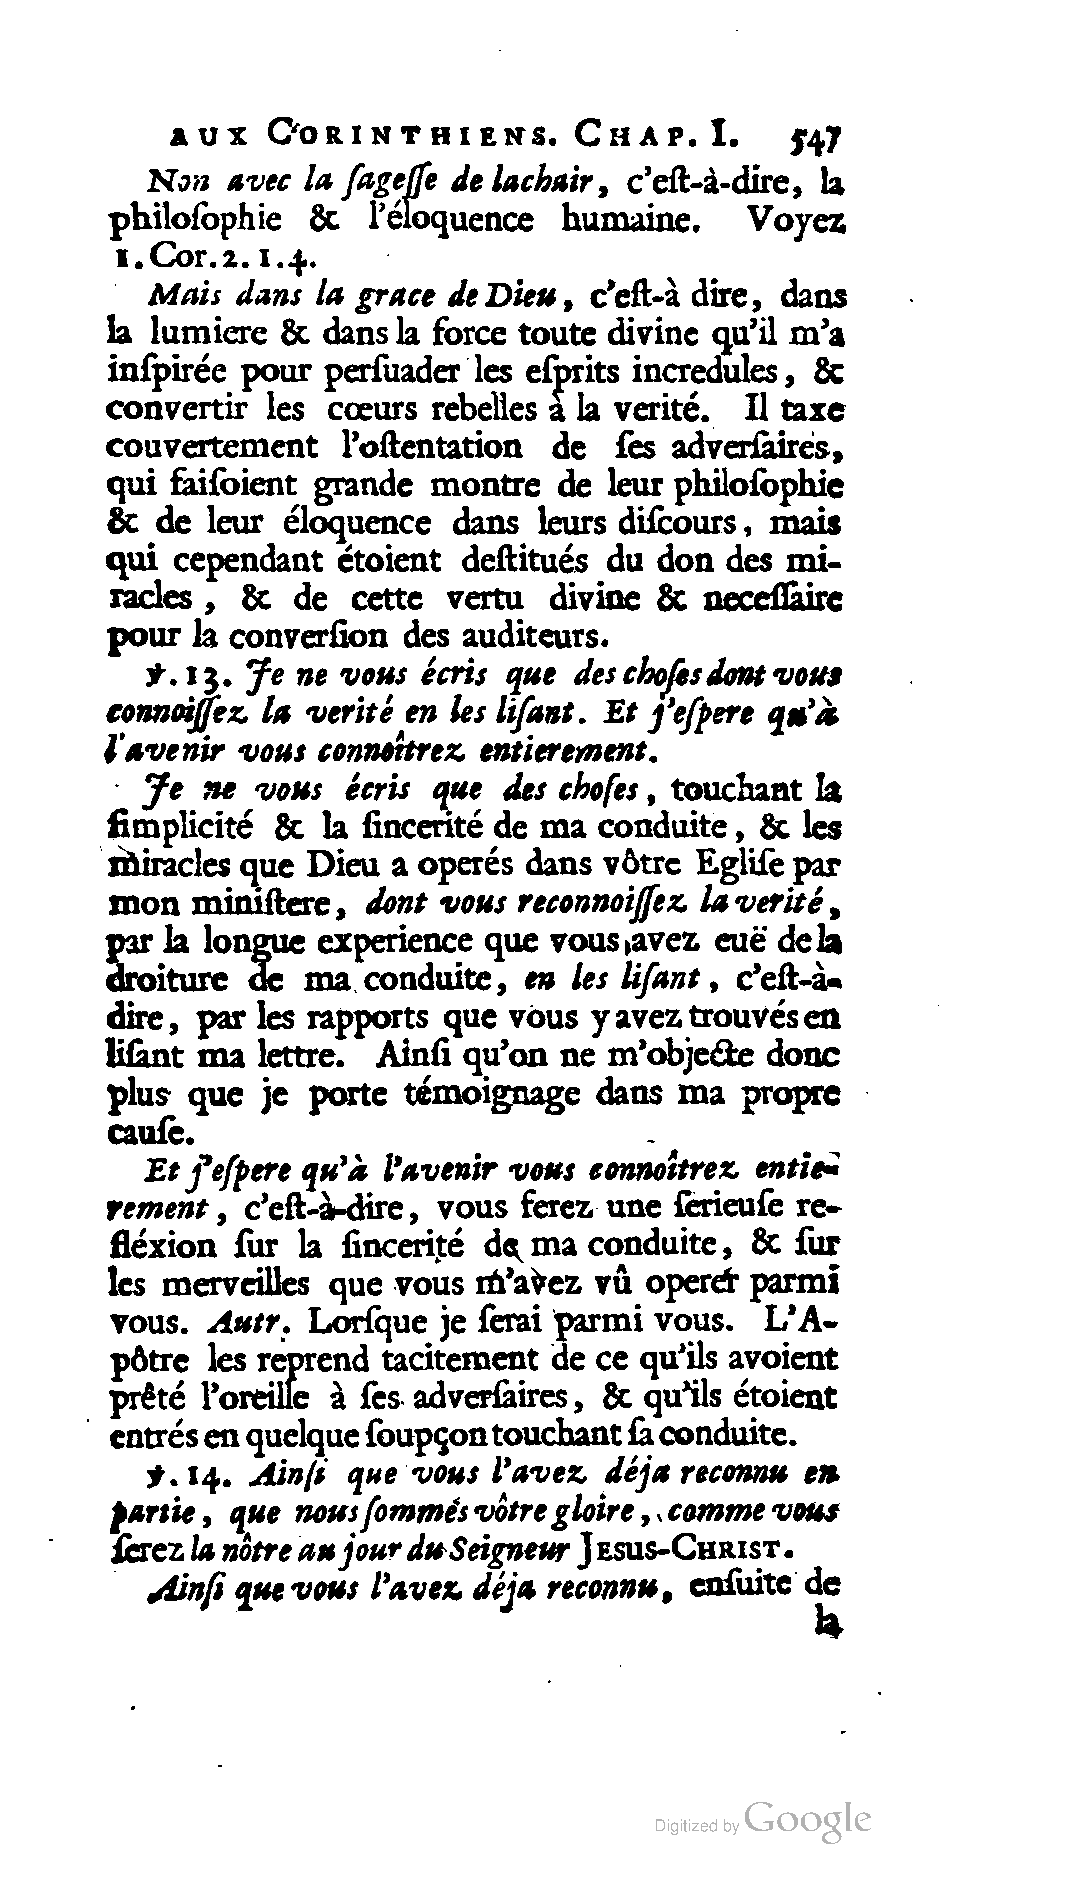 AUX CORINTHIENS. CHAP. I. 547
Non avec la ſageſſe de lachair, c'eſt-à-dire, la
philoſophie & l'éloquence humaine. Voyez
1. Cor. 2. 1. 4.
Mais dans la grace de Dieu, c'eſt-à dire, dans
la lumiere & dans la force toute divine qu'il m'a
inſpirée pour perſuader les eſprits incredules, &
convertir les cœurs rebelles à la verité. Il taxe
couvertement l'oſtentation de ſes adverſaires,
qui faiſoient grande montre de leur philoſophie
& de leur éloquence dans leurs diſcours, mais
qui cependant étoient deſtitués du don des mi-
racles, & de cette vertu divine & neceſſaire
pour la converſion des auditeurs.
℣. 13. Je ne vous écris que des choſes dont vous
connoiſſez la verité en les liſant. Et j'eſpere qu'à
l'avenir vous connoîtrez entierement.
Je ne vous écris que des choſes, touchant la
ſimplicité & la ſincerité de ma conduite, & les
miracles que Dieu a operés dans vôtre Egliſe par
mon miniſtere, dont vous reconnoiſſez la verité,
par la longue experience que vous avez euë de la
droiture de ma conduite, en les liſant, c'eſt-à-
dire, par les rapports que vous y avez trouvés en
liſant ma lettre. Ainſi qu'on ne m'objecte donc
plus que je porte témoignage dans ma propre
cauſe.
Et j'eſpere qu'à l'avenir vous connoîtrez entie-
rement, c'eſt-à-dire, vous ferez une ſerieuſe re-
fléxion ſur la ſincerité de ma conduite, & ſur
les merveilles que vous m'avez vû operer parmi
vous. Autr. Lorſque je ſerai parmi vous. L'A-
pôtre les reprend tacitement de ce qu'ils avoient
prêté l'oreille à ſes adverſaires, & qu'ils étoient
entrés en quelque ſoupçon touchant ſa conduite.
℣. 14. Ainſi que vous l'avez déja reconnu en
partie, que nous ſommés vôtre gloire, comme vous
ſerez la nôtre au jour du Seigneur JESUS-CHRIST.
Ainſi que vous l'avez déja reconnu, enſuite de
la
Digitized by Google